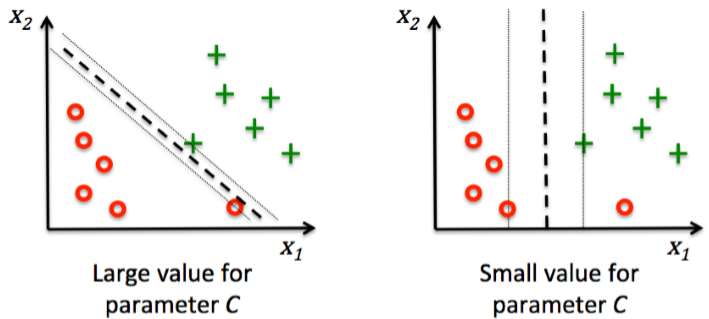 x2
x1
Large value for
parameter C
x2
x1
Small value for
parameter C